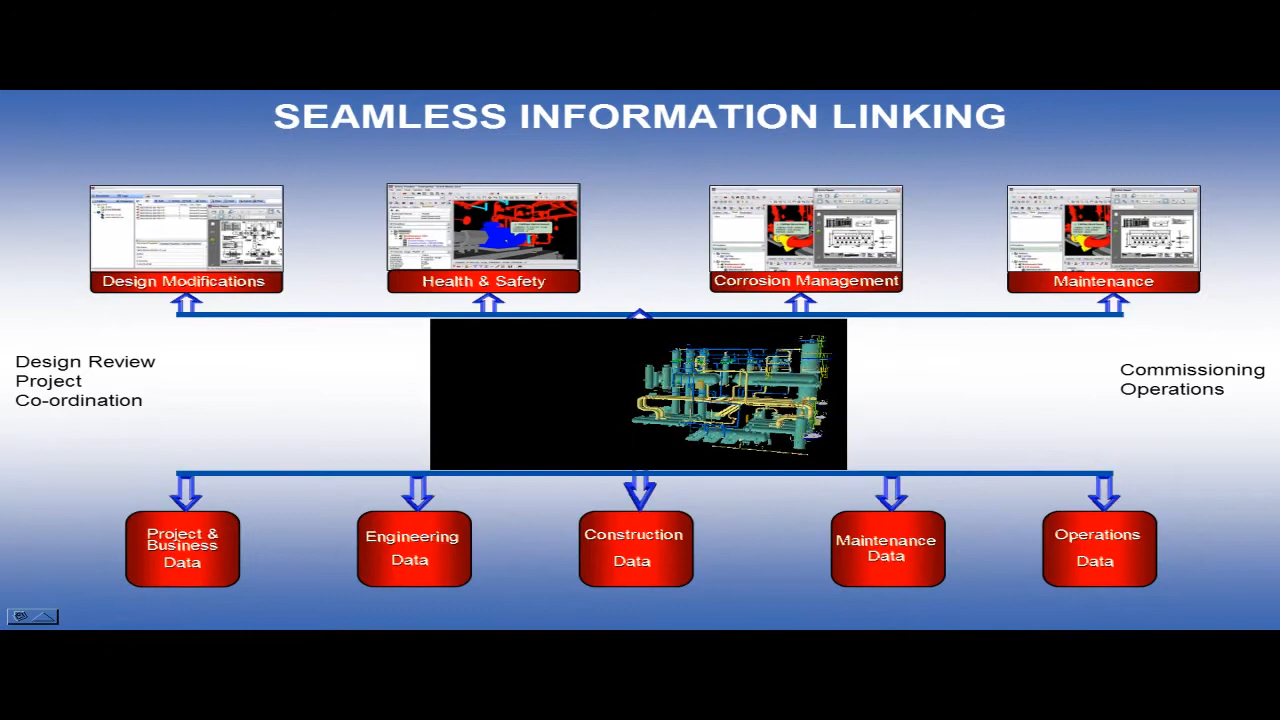 SEAMLESS INFORMATION LINKING
Design Modifications
Health & Safety
Corrosion Management
Maintenance
Design Review
Project
Co-ordination
Commissioning
Operations
Project &
Business
Data
Engineering
Data
Construction
Data
Maintenance
Data
Operations
Data